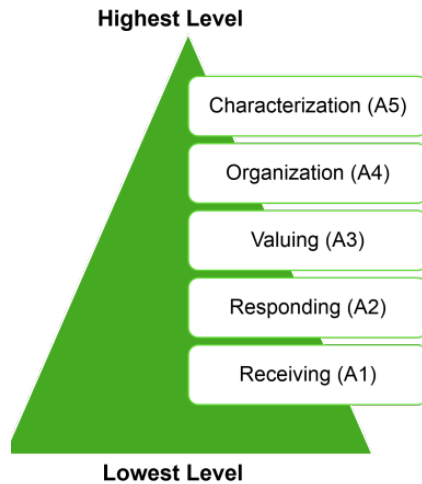 Highest Level
Characterization (A5)
Organization (A4)
Valuing (A3)
Responding (A2)
Receiving (A1)
Lowest Level